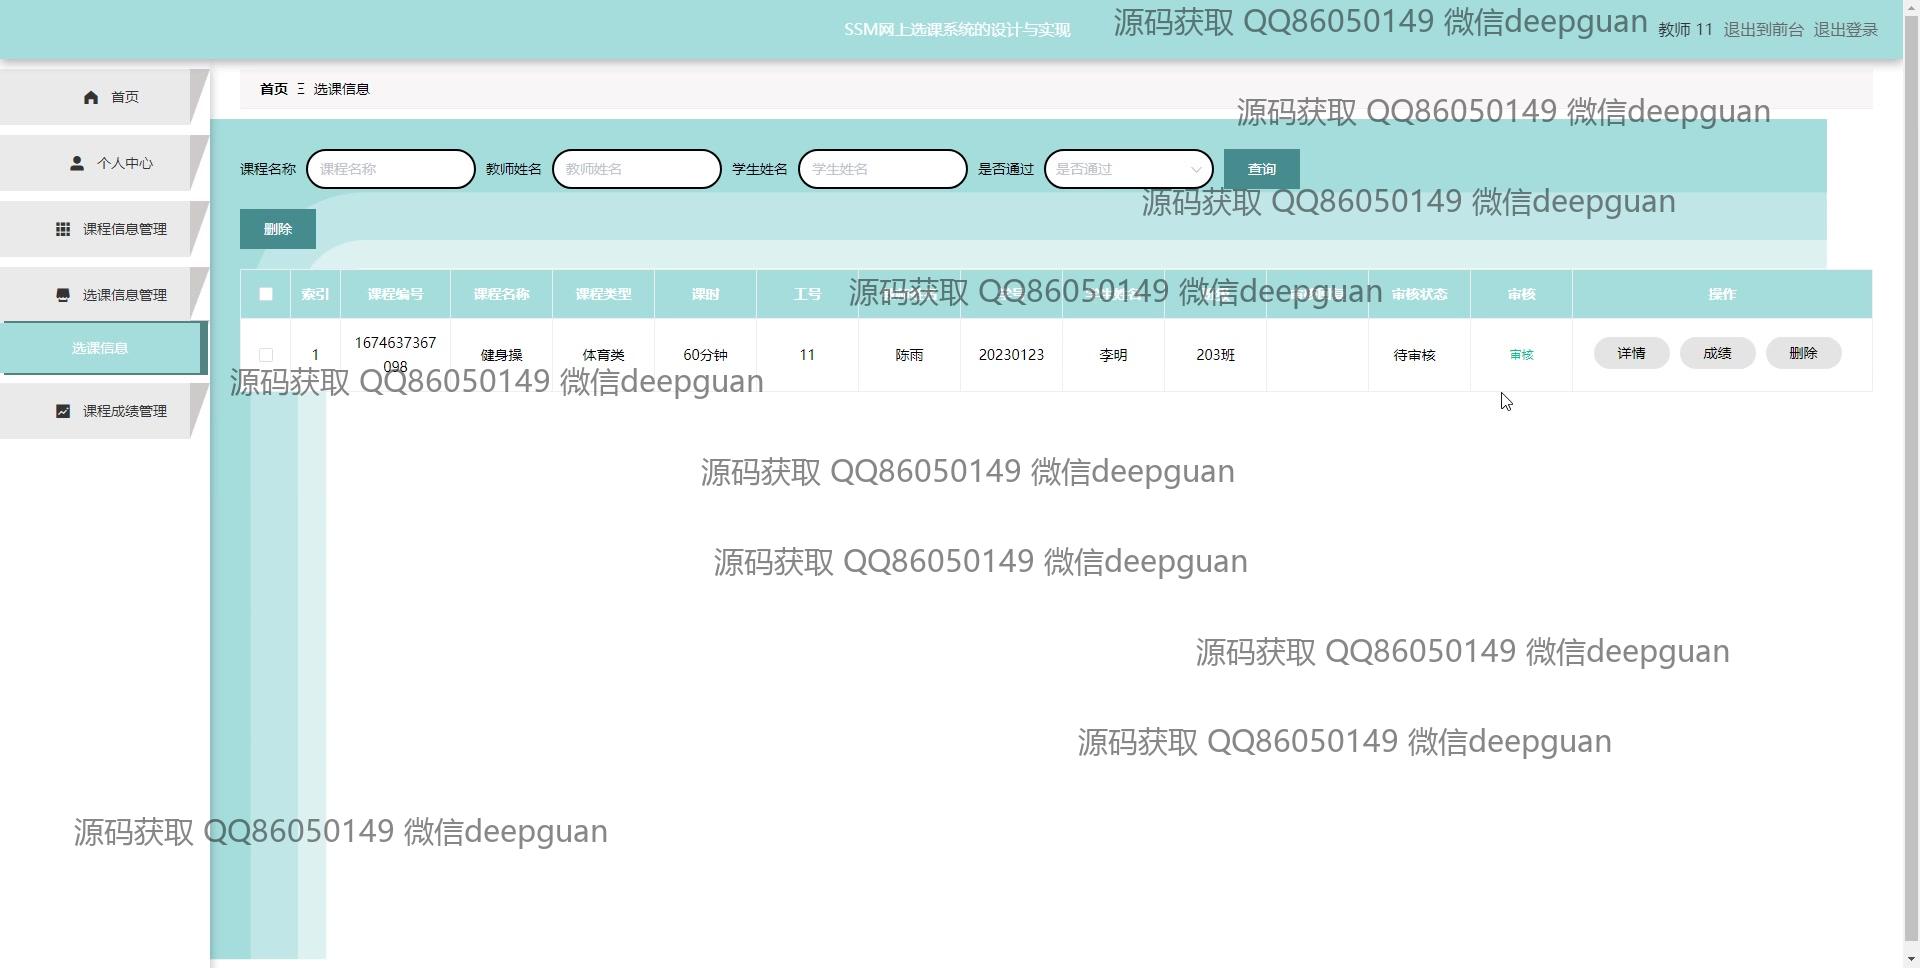 SSM网上选课系统的设计与实现
源码获取 QQ86050149 微信deepguan
教师 11 退出到前台 退出登录
首页
首页 Ξ 选课信息
源码获取 QQ86050149 微信deepguan
个人中心
课程名称 课程名称 教师姓名 教师姓名 学生姓名 学生姓名 是否通过 是否通过 查询
源码获取 QQ86050149 微信deepguan
课程信息管理
删除
选课信息管理
索引 课程编号 课程名称 课程类型 课时 工号 审核状态 审核 操作
源码获取 QQ86050149 微信deepguan
选课信息
1 1674637367098 健身操 体育类 60分钟 11 陈雨 20230123 李明 203班 待审核 审核 详情 成绩 删除
源码获取 QQ86050149 微信deepguan
课程成绩管理
源码获取 QQ86050149 微信deepguan
源码获取 QQ86050149 微信deepguan
源码获取 QQ86050149 微信deepguan
源码获取 QQ86050149 微信deepguan
源码获取 QQ86050149 微信deepguan